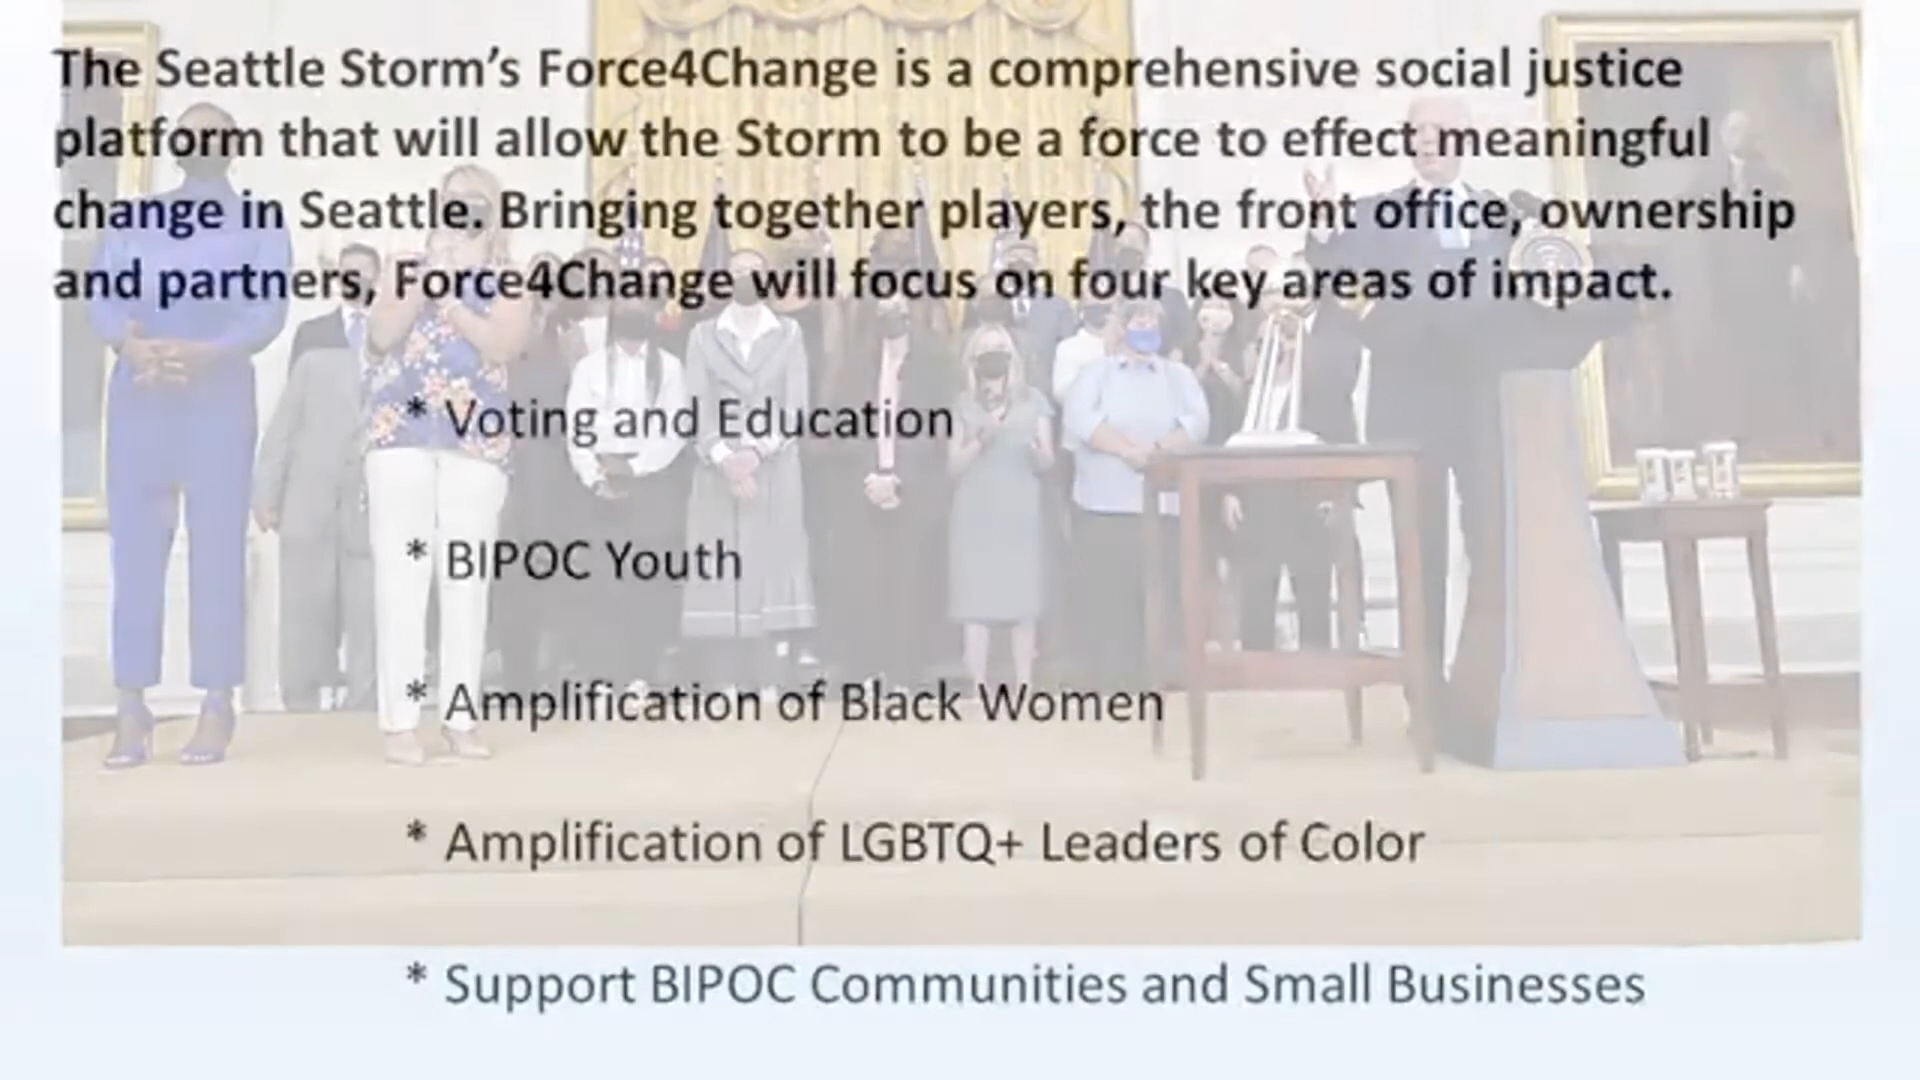 The Seattle Storm’s Force4Change is a comprehensive social justice
platform that will allow the Storm to be a force to effect meaningful
change in Seattle. Bringing together players, the front office, ownership
and partners, Force4Change will focus on four key areas of impact.
* Voting and Education
* BIPOC Youth
* Amplification of Black Women
* Amplification of LGBTQ+ Leaders of Color
* Support BIPOC Communities and Small Businesses